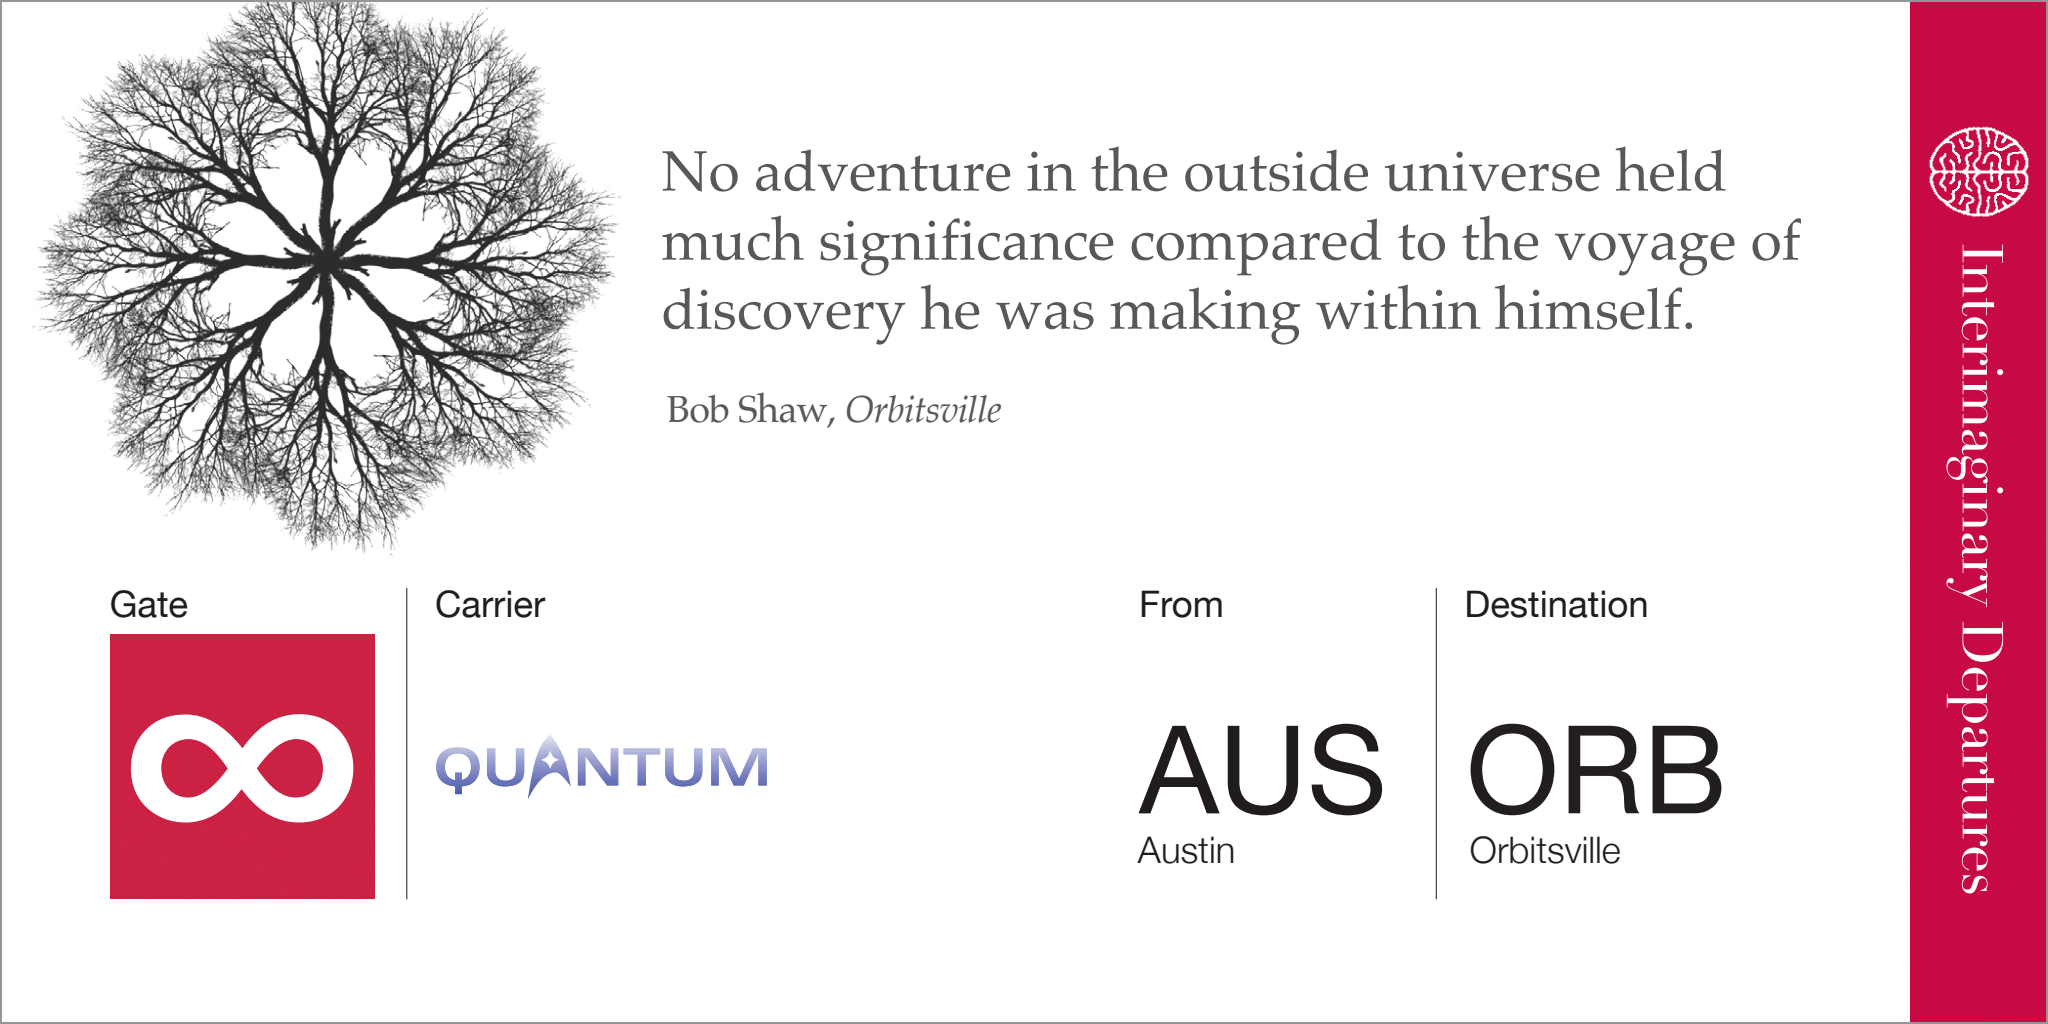 No adventure in the outside universe held
much significance compared to the voyage of
discovery he was making within himself.
Bob Shaw, Orbitsville
Gate
∞
Carrier
QUANTUM
From
AUS
Austin
Destination
ORB
Orbitsville
Interimaginary Departures